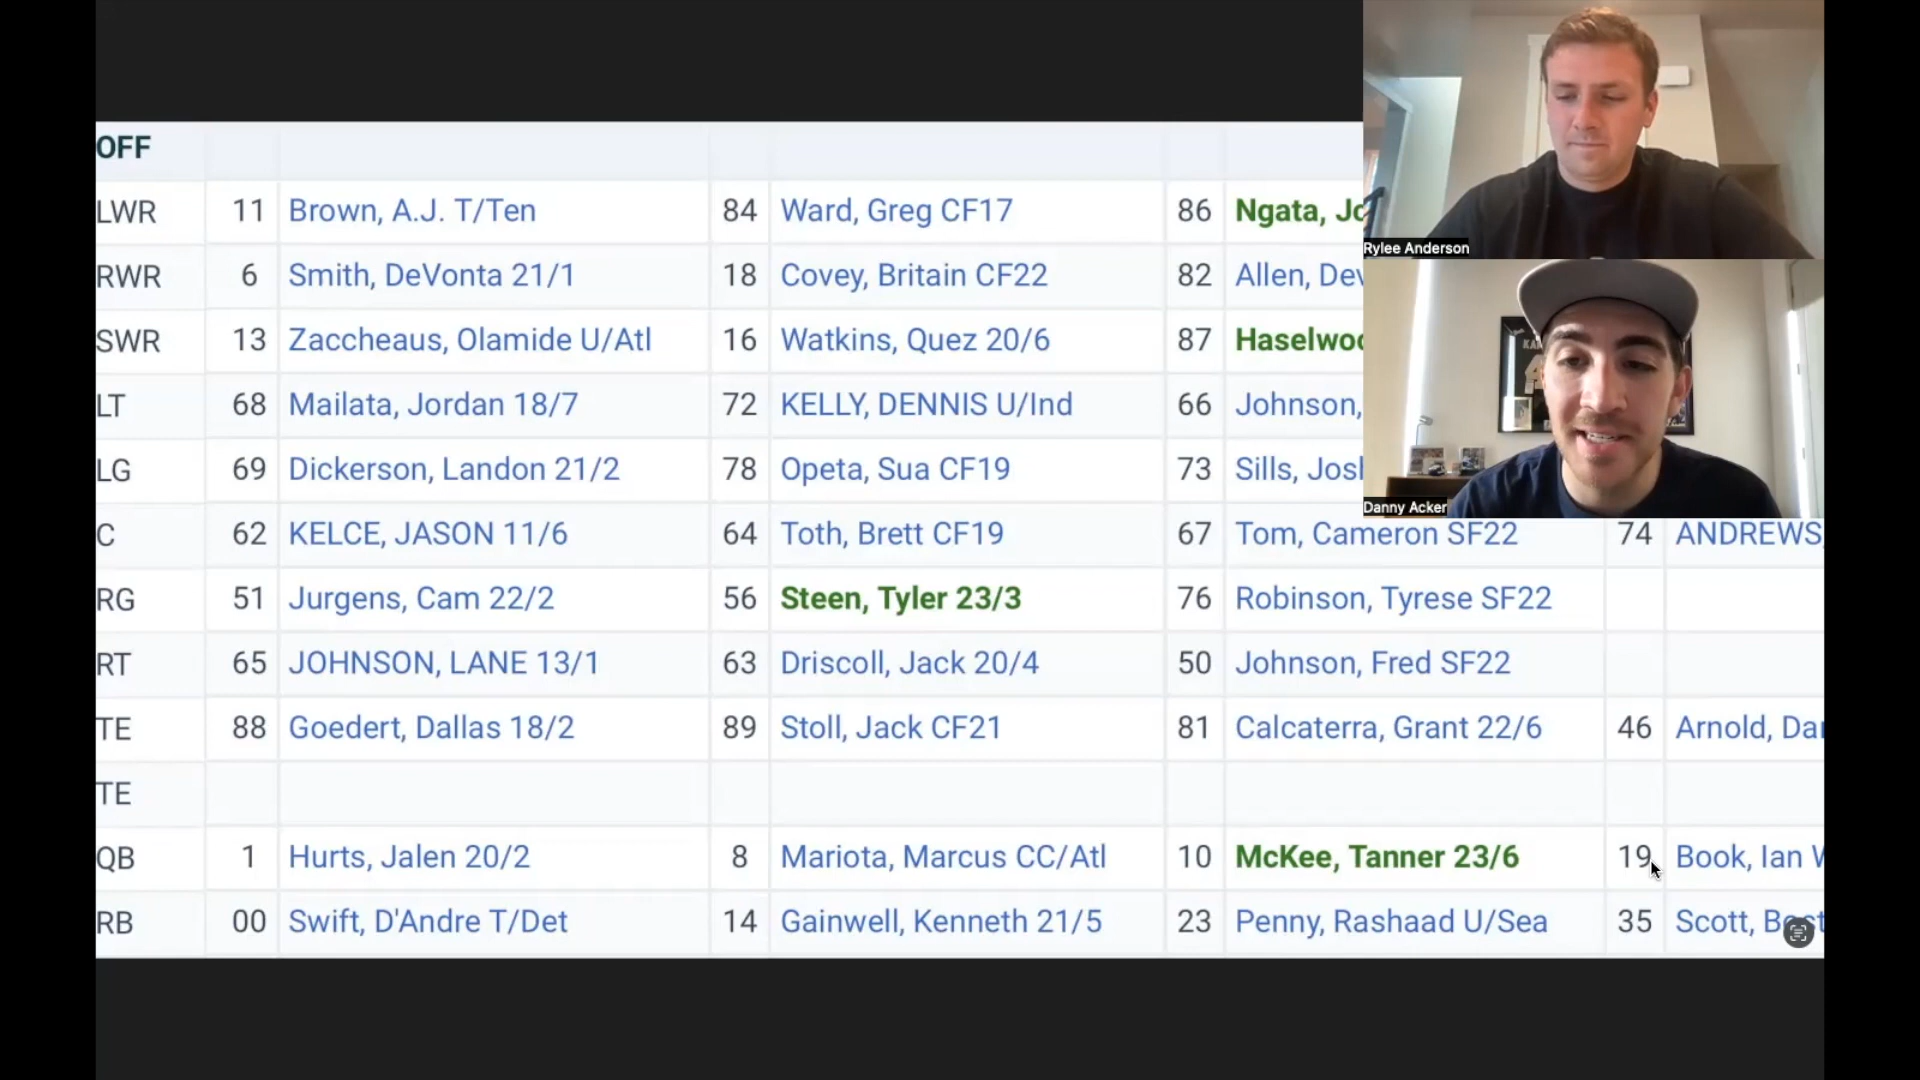 OFF
LWR 11 Brown, A.J. T/Ten 84 Ward, Greg CF17 86 Ngata, Jo
RWR 6 Smith, DeVonta 21/1 18 Covey, Britain CF22 82 Allen, Dev
SWR 13 Zaccheaus, Olamide U/Atl 16 Watkins, Quez 20/6 87 Haselwoo
LT 68 Mailata, Jordan 18/7 72 KELLY, DENNIS U/Ind 66 Johnson,
LG 69 Dickerson, Landon 21/2 78 Opeta, Sua CF19 73 Sills, Josh
C 62 KELCE, JASON 11/6 64 Toth, Brett CF19 67 Tom, Cameron SF22 74 ANDREWS,
RG 51 Jurgens, Cam 22/2 56 Steen, Tyler 23/3 76 Robinson, Tyrese SF22
RT 65 JOHNSON, LANE 13/1 63 Driscoll, Jack 20/4 50 Johnson, Fred SF22
TE 88 Goedert, Dallas 18/2 89 Stoll, Jack CF21 81 Calcaterra, Grant 22/6 46 Arnold, Dar
TE
QB 1 Hurts, Jalen 20/2 8 Mariota, Marcus CC/Atl 10 McKee, Tanner 23/6 19 Book, Ian W
RB 00 Swift, D'Andre T/Det 14 Gainwell, Kenneth 21/5 23 Penny, Rashaad U/Sea 35 Scott, Bost
Rylee Anderson
Danny Acker